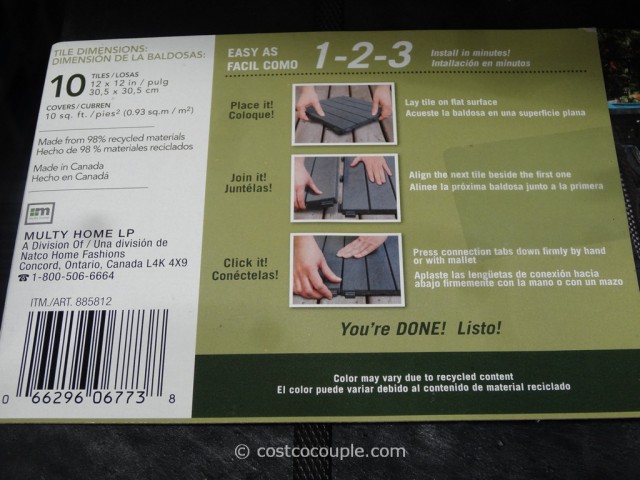 TILE DIMENSIONS:
DIMENSIÓN DE LA BALDOSAS:
10 TILES / LOSAS
12 x 12 in / pulg
30,5 x 30,5 cm
COVERS / CUBREN
10 sq. ft. /pies² (0.93 sq.m / m²)
Made from 98% recycled materials
Hecho de 98 % materiales reciclados
Made in Canada
Hecho en Canadá
MULTY HOME LP
A Division Of / Una división de
Natco Home Fashions
Concord, Ontario, Canada L4K 4X9
☎ 1-800-506-6664
ITM./ART. 885812
0 66296 06773 8
EASY AS
FACIL COMO
1-2-3
Install in minutes!
Intallación en minutos
Place it!
Coloque!
Lay tile on flat surface
Acueste la baldosa en una superficie plana
Join it!
Juntélas!
Align the next tile beside the first one
Alinee la próxima baldosa junto a la primera
Click it!
Conéctelas!
Press connection tabs down firmely by hand
or with mallet
Aplaste las lengüetas de conexión hacia
abajo firmemente con la mano o con un mazo
You're DONE! Listo!
Color may vary due to recycled content
El color puede variar debido al contenido de material reciclado
© costcocouple.com